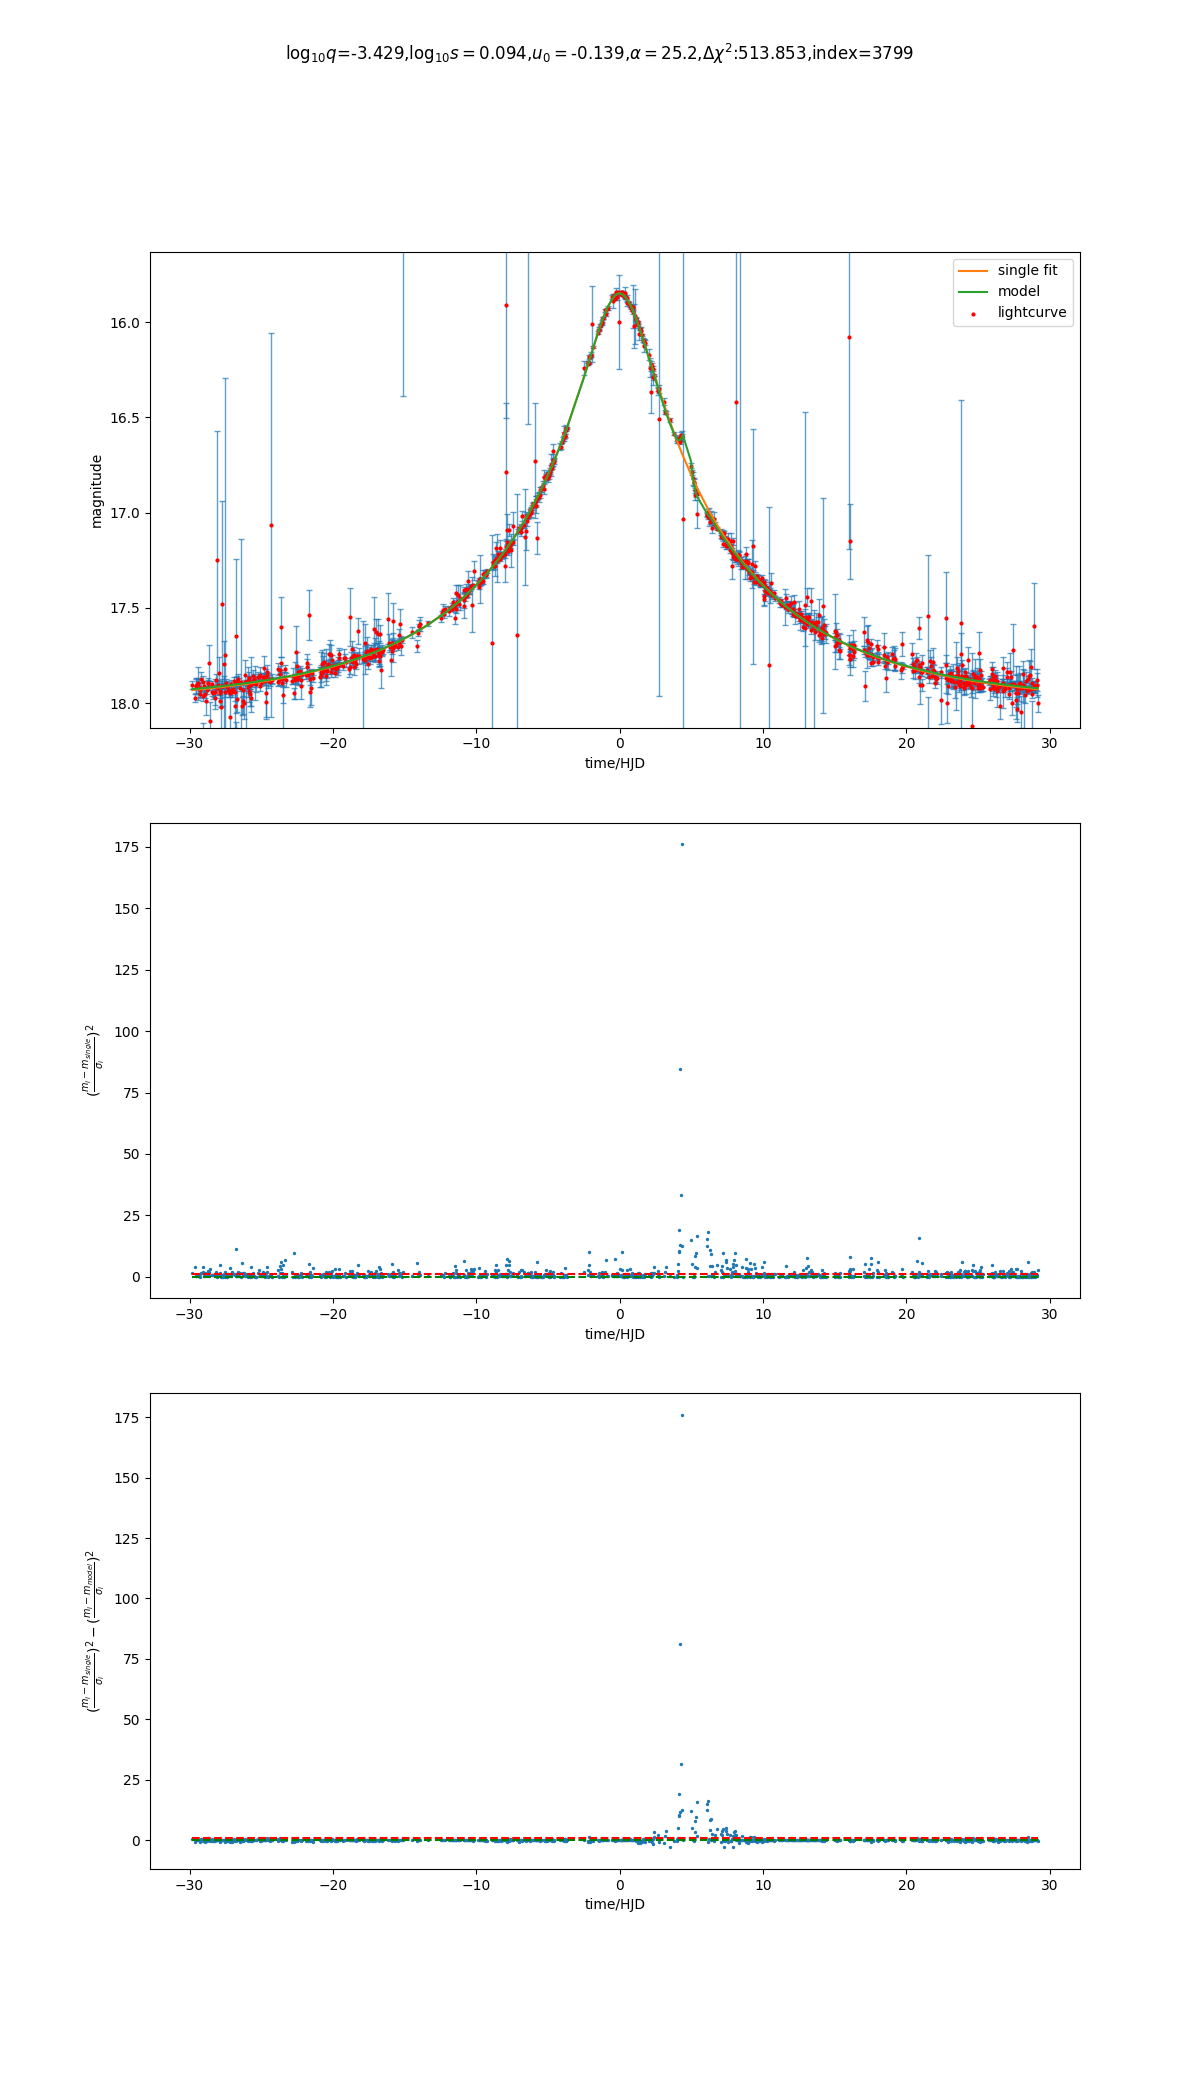 log₁₀q=-3.429,log₁₀s = 0.094,u₀ = -0.139,α = 25.2,Δχ²:513.853,index=3799
single fit
model
lightcurve
16.0
16.5
17.0
17.5
18.0
magnitude
−30 −20 −10 0 10 20 30
time/HJD
175
150
125
100
75
50
25
0
(mᵢ − m_single / σᵢ)²
−30 −20 −10 0 10 20 30
time/HJD
175
150
125
100
75
50
25
0
(mᵢ − m_single / σᵢ)² − (mᵢ − m_model / σᵢ)²
−30 −20 −10 0 10 20 30
time/HJD